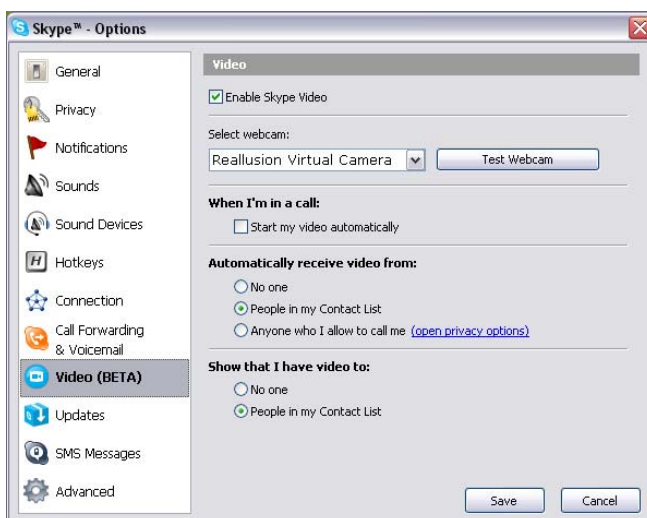 Skype™ - Options
General
Privacy
Notifications
Sounds
Sound Devices
H Hotkeys
Connection
Call Forwarding
& Voicemail
Video (BETA)
Updates
SMS Messages
Advanced
Video
Enable Skype Video
Select webcam:
Reallusion Virtual Camera
Test Webcam
When I'm in a call:
Start my video automatically
Automatically receive video from:
No one
People in my Contact List
Anyone who I allow to call me (open privacy options)
Show that I have video to:
No one
People in my Contact List
Save
Cancel